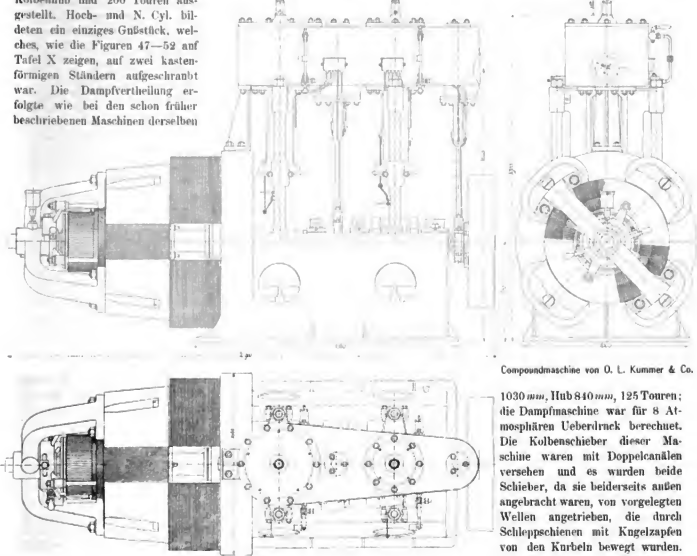 Kolbenhub und 200 Touren aus-
gestellt. Hoch- und N. Cyl. bil-
deten ein einziges Gußstück, wel-
ches, wie die Figuren 47—52 auf
Tafel X zeigen, auf zwei kasten-
förmigen Ständern aufgeschraubt
war. Die Dampfvertheilung er-
folgte wie bei den schon früher
beschriebenen Maschinen derselben
Compoundmaschine von O. L. Kummer & Co.
1030 mm, Hub 840 mm, 125 Touren;
die Dampfmaschine war für 8 At-
mosphären Ueberdruck berechnet.
Die Kolbenschieber dieser Ma-
schine waren mit Doppelcanälen
versehen und es wurden beide
Schieber, da sie beiderseits außen
angebracht waren, von vorgelegten
Wellen angetrieben, die durch
Schleppschienen mit Kugelzapfen
von den Kurbeln bewegt wurden.